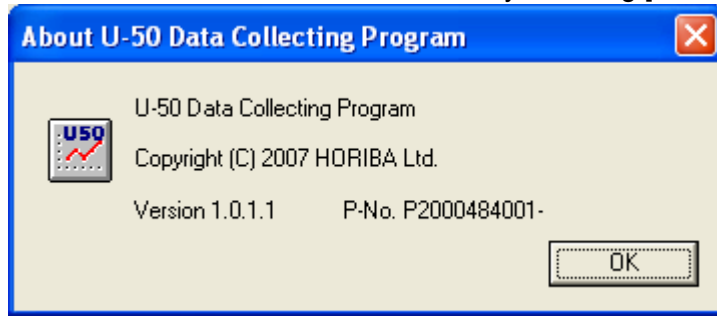 About U-50 Data Collecting Program
U50
U-50 Data Collecting Program
Copyright (C) 2007 HORIBA Ltd.
Version 1.0.1.1 P-No. P2000484001-
OK